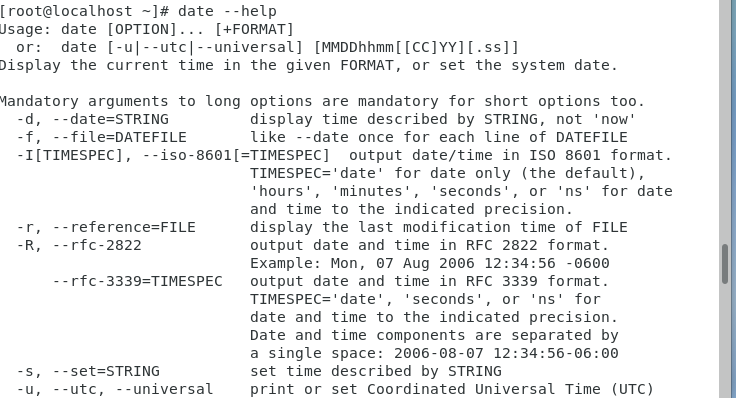 [root@localhost ~]# date --help
Usage: date [OPTION]... [+FORMAT]
  or:  date [-u|--utc|--universal] [MMDDhhmm[[CC]YY][.ss]]
Display the current time in the given FORMAT, or set the system date.

Mandatory arguments to long options are mandatory for short options too.
  -d, --date=STRING         display time described by STRING, not 'now'
  -f, --file=DATEFILE       like --date once for each line of DATEFILE
  -I[TIMESPEC], --iso-8601[=TIMESPEC]  output date/time in ISO 8601 format.
                            TIMESPEC='date' for date only (the default),
                            'hours', 'minutes', 'seconds', or 'ns' for date
                            and time to the indicated precision.
  -r, --reference=FILE      display the last modification time of FILE
  -R, --rfc-2822            output date and time in RFC 2822 format.
                            Example: Mon, 07 Aug 2006 12:34:56 -0600
      --rfc-3339=TIMESPEC   output date and time in RFC 3339 format.
                            TIMESPEC='date', 'seconds', or 'ns' for
                            date and time to the indicated precision.
                            Date and time components are separated by
                            a single space: 2006-08-07 12:34:56-06:00
  -s, --set=STRING          set time described by STRING
  -u, --utc, --universal    print or set Coordinated Universal Time (UTC)